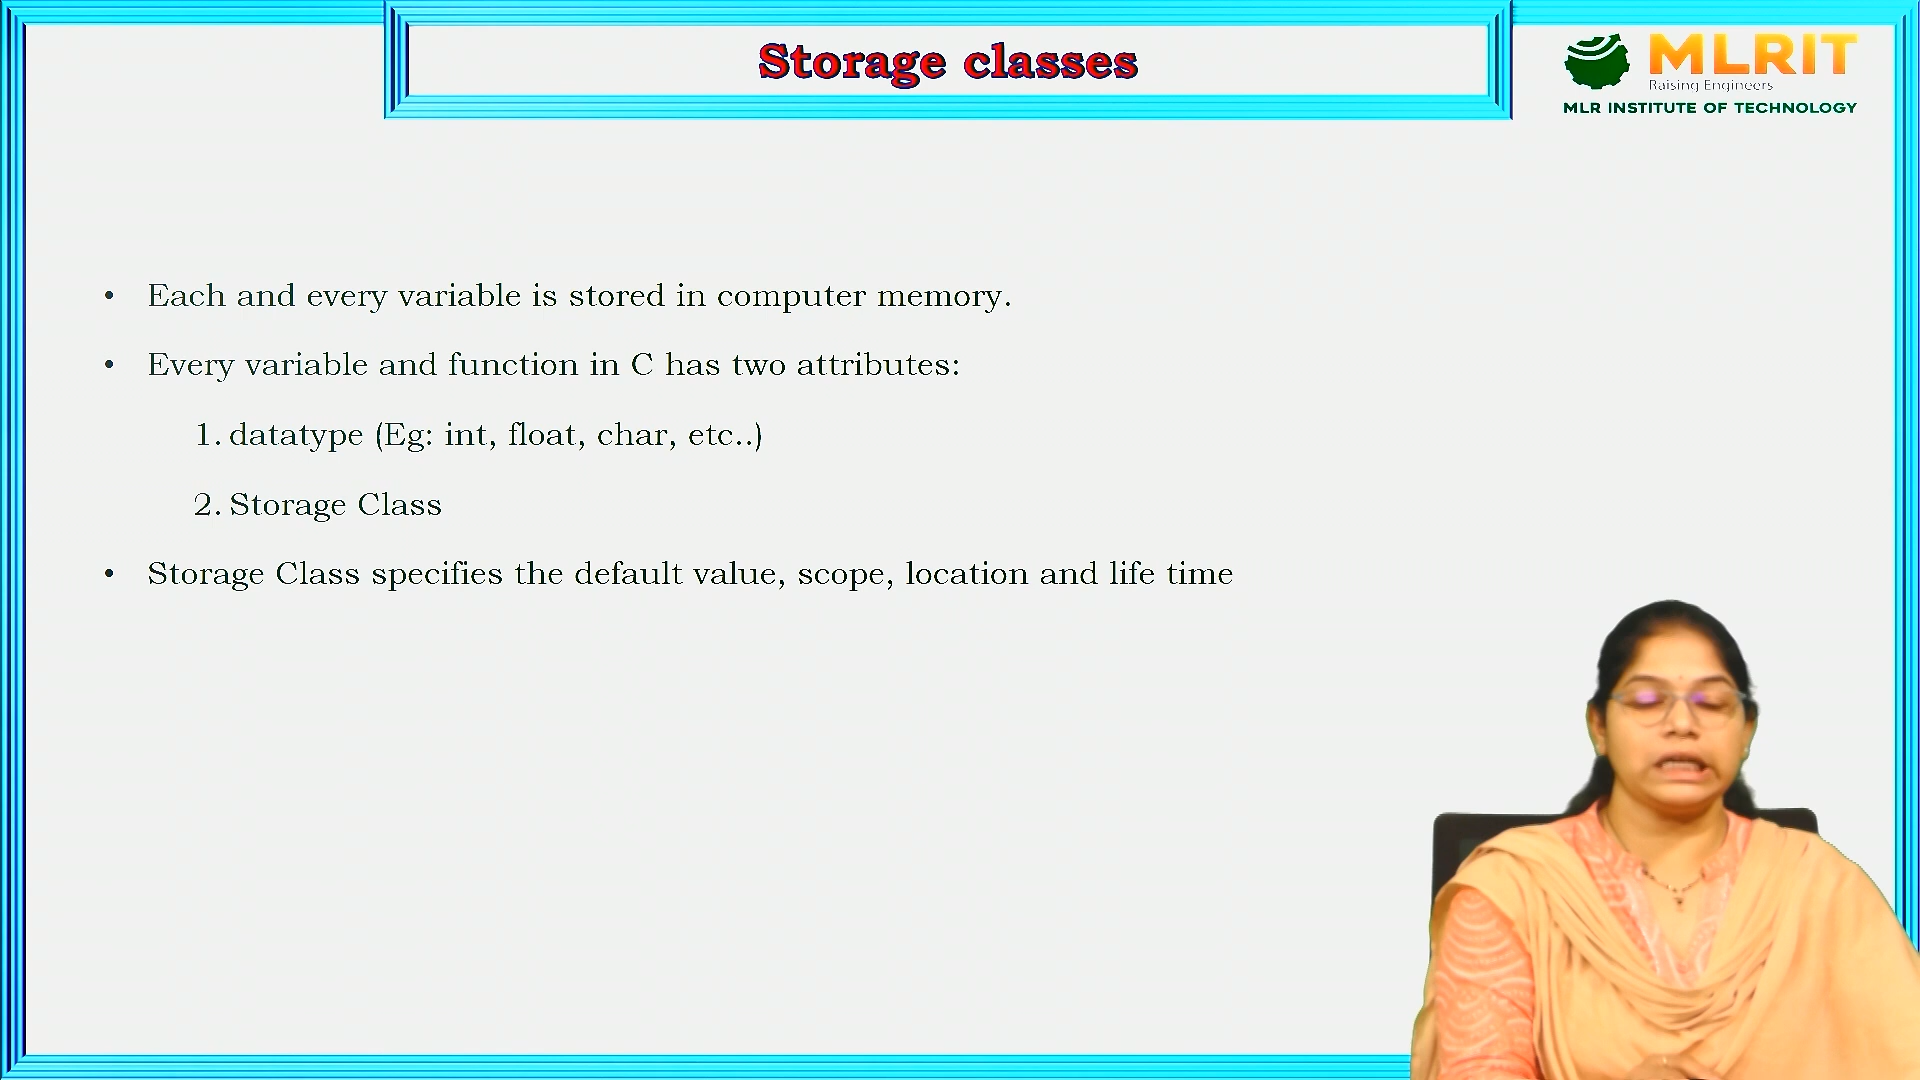 Storage classes
MLRIT
Raising Engineers
MLR INSTITUTE OF TECHNOLOGY
• Each and every variable is stored in computer memory.
• Every variable and function in C has two attributes:
1. datatype (Eg: int, float, char, etc..)
2. Storage Class
• Storage Class specifies the default value, scope, location and life time